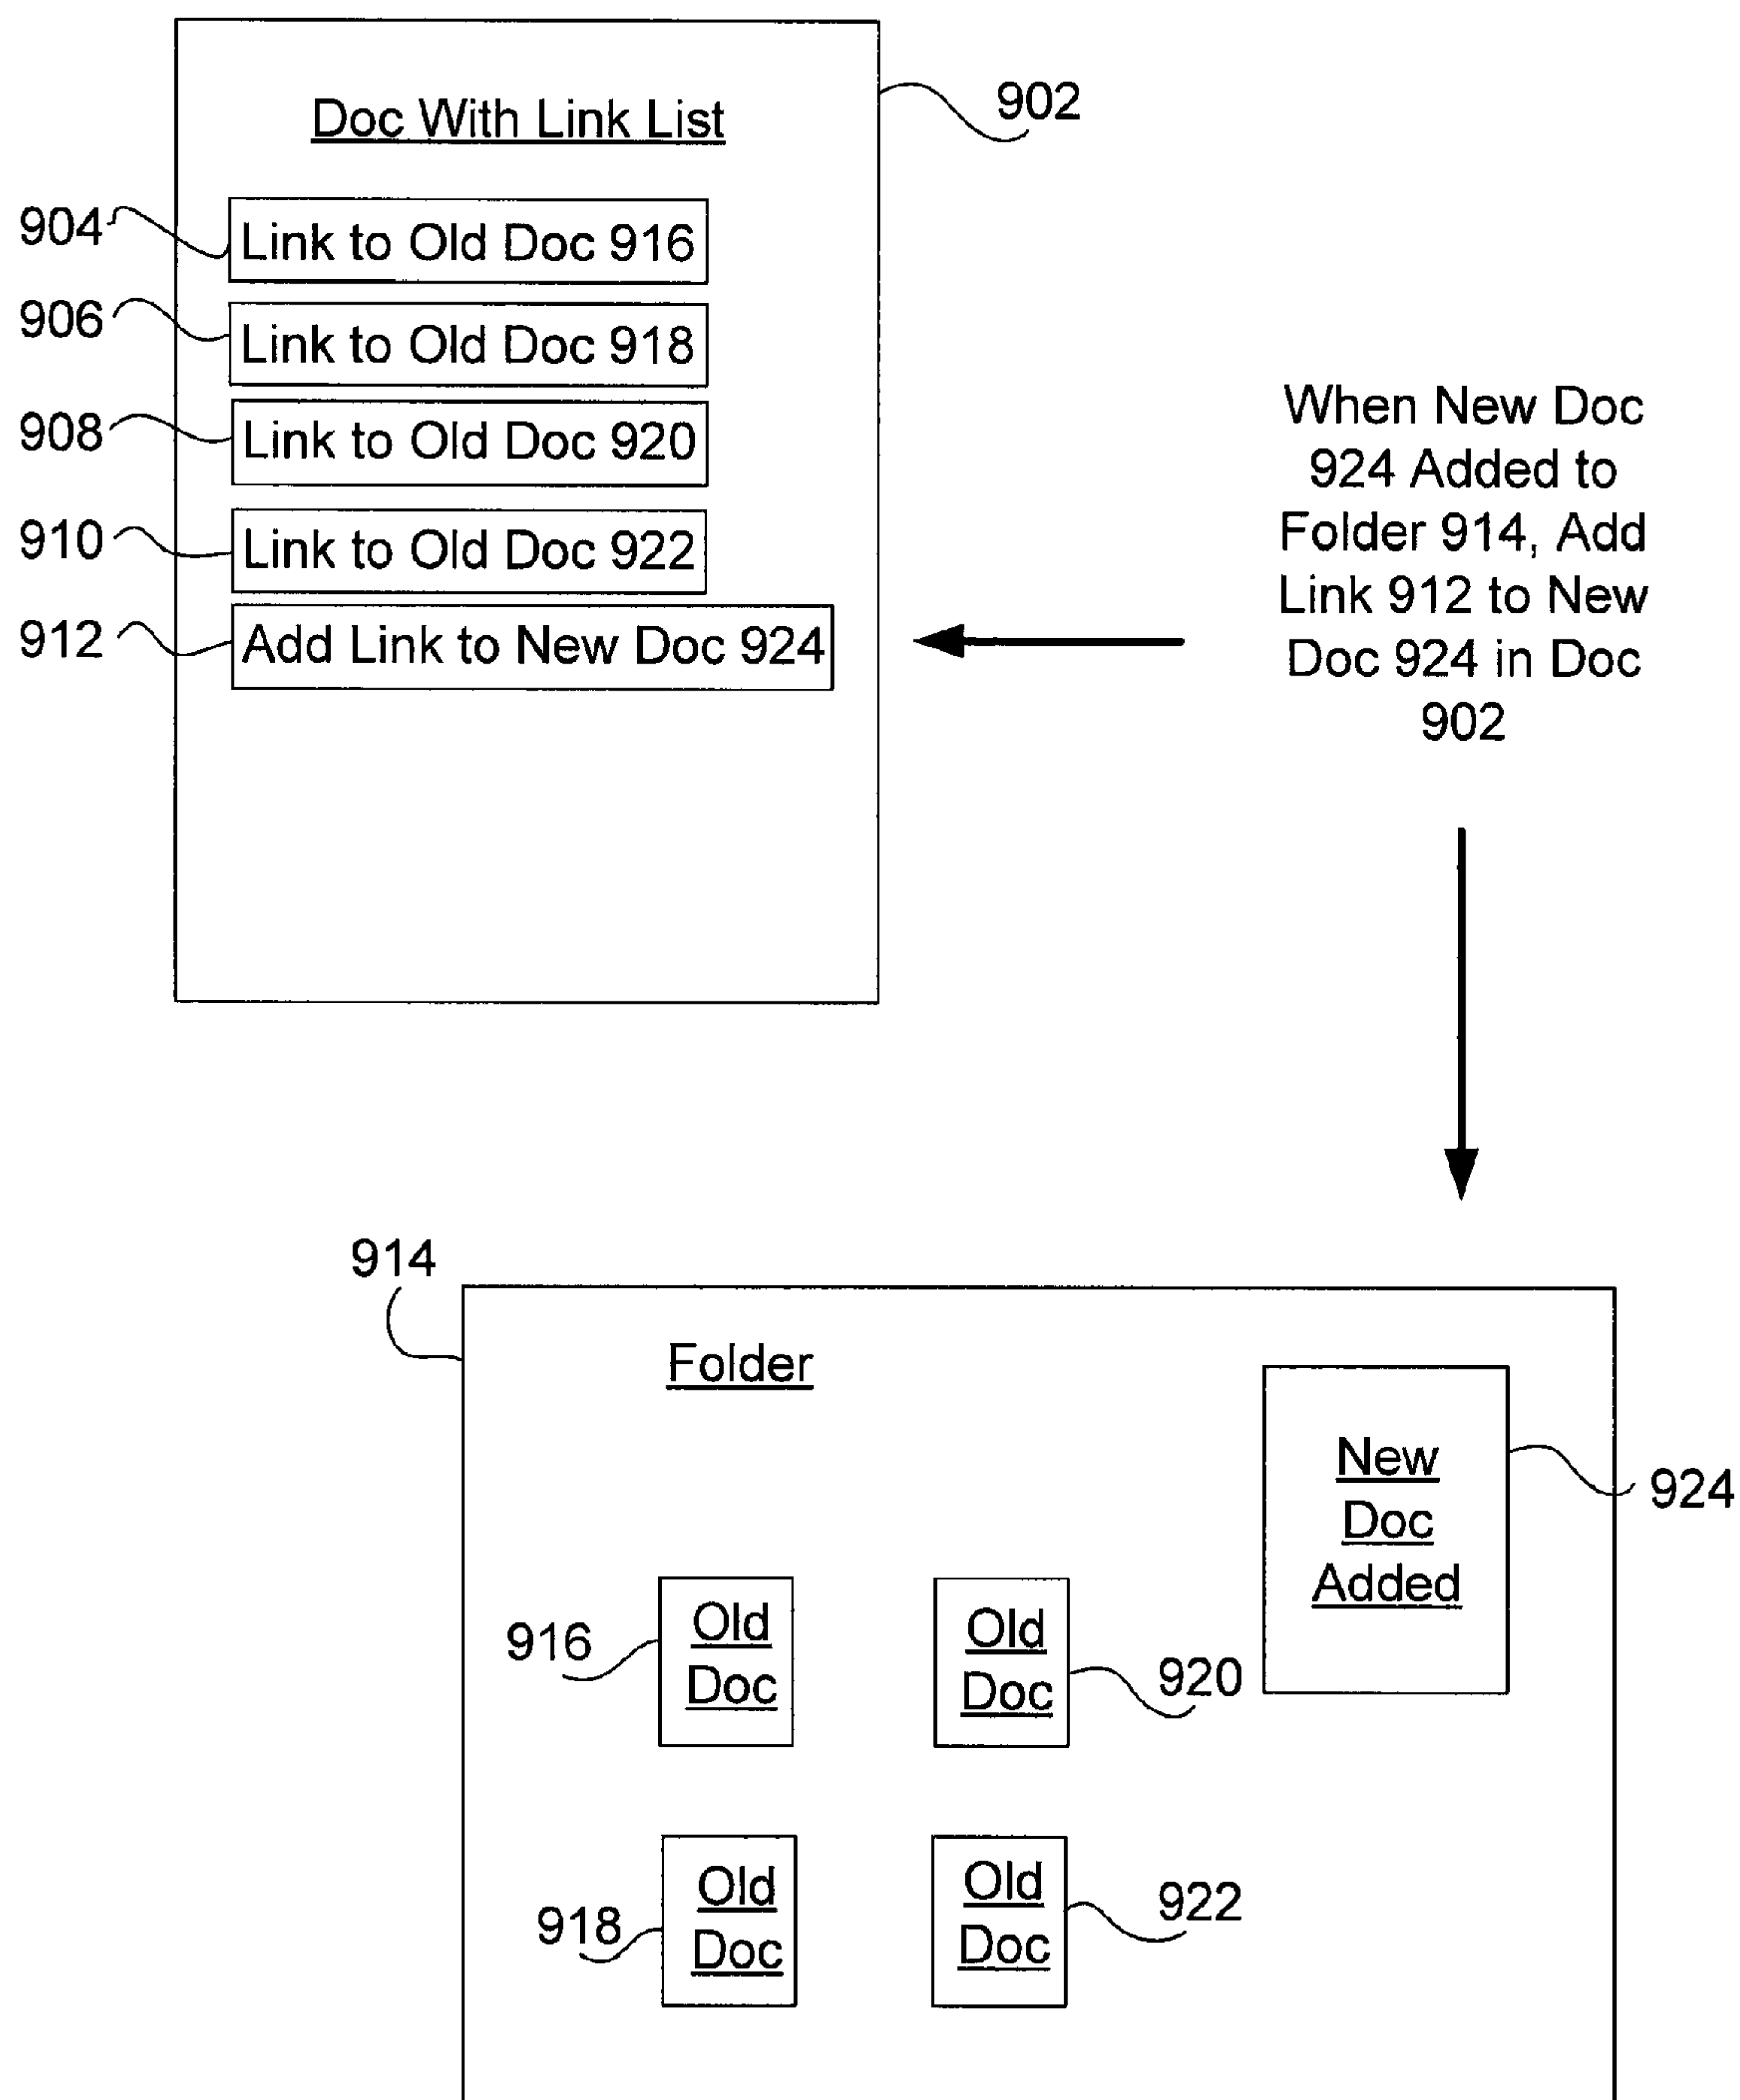 Doc With Link List
902
904
Link to Old Doc 916
906
Link to Old Doc 918
908
Link to Old Doc 920
910
Link to Old Doc 922
912
Add Link to New Doc 924
When New Doc
924 Added to
Folder 914, Add
Link 912 to New
Doc 924 in Doc
902
914
Folder
New
Doc
Added
924
916
Old
Doc
Old
Doc
920
918
Old
Doc
Old
Doc
922